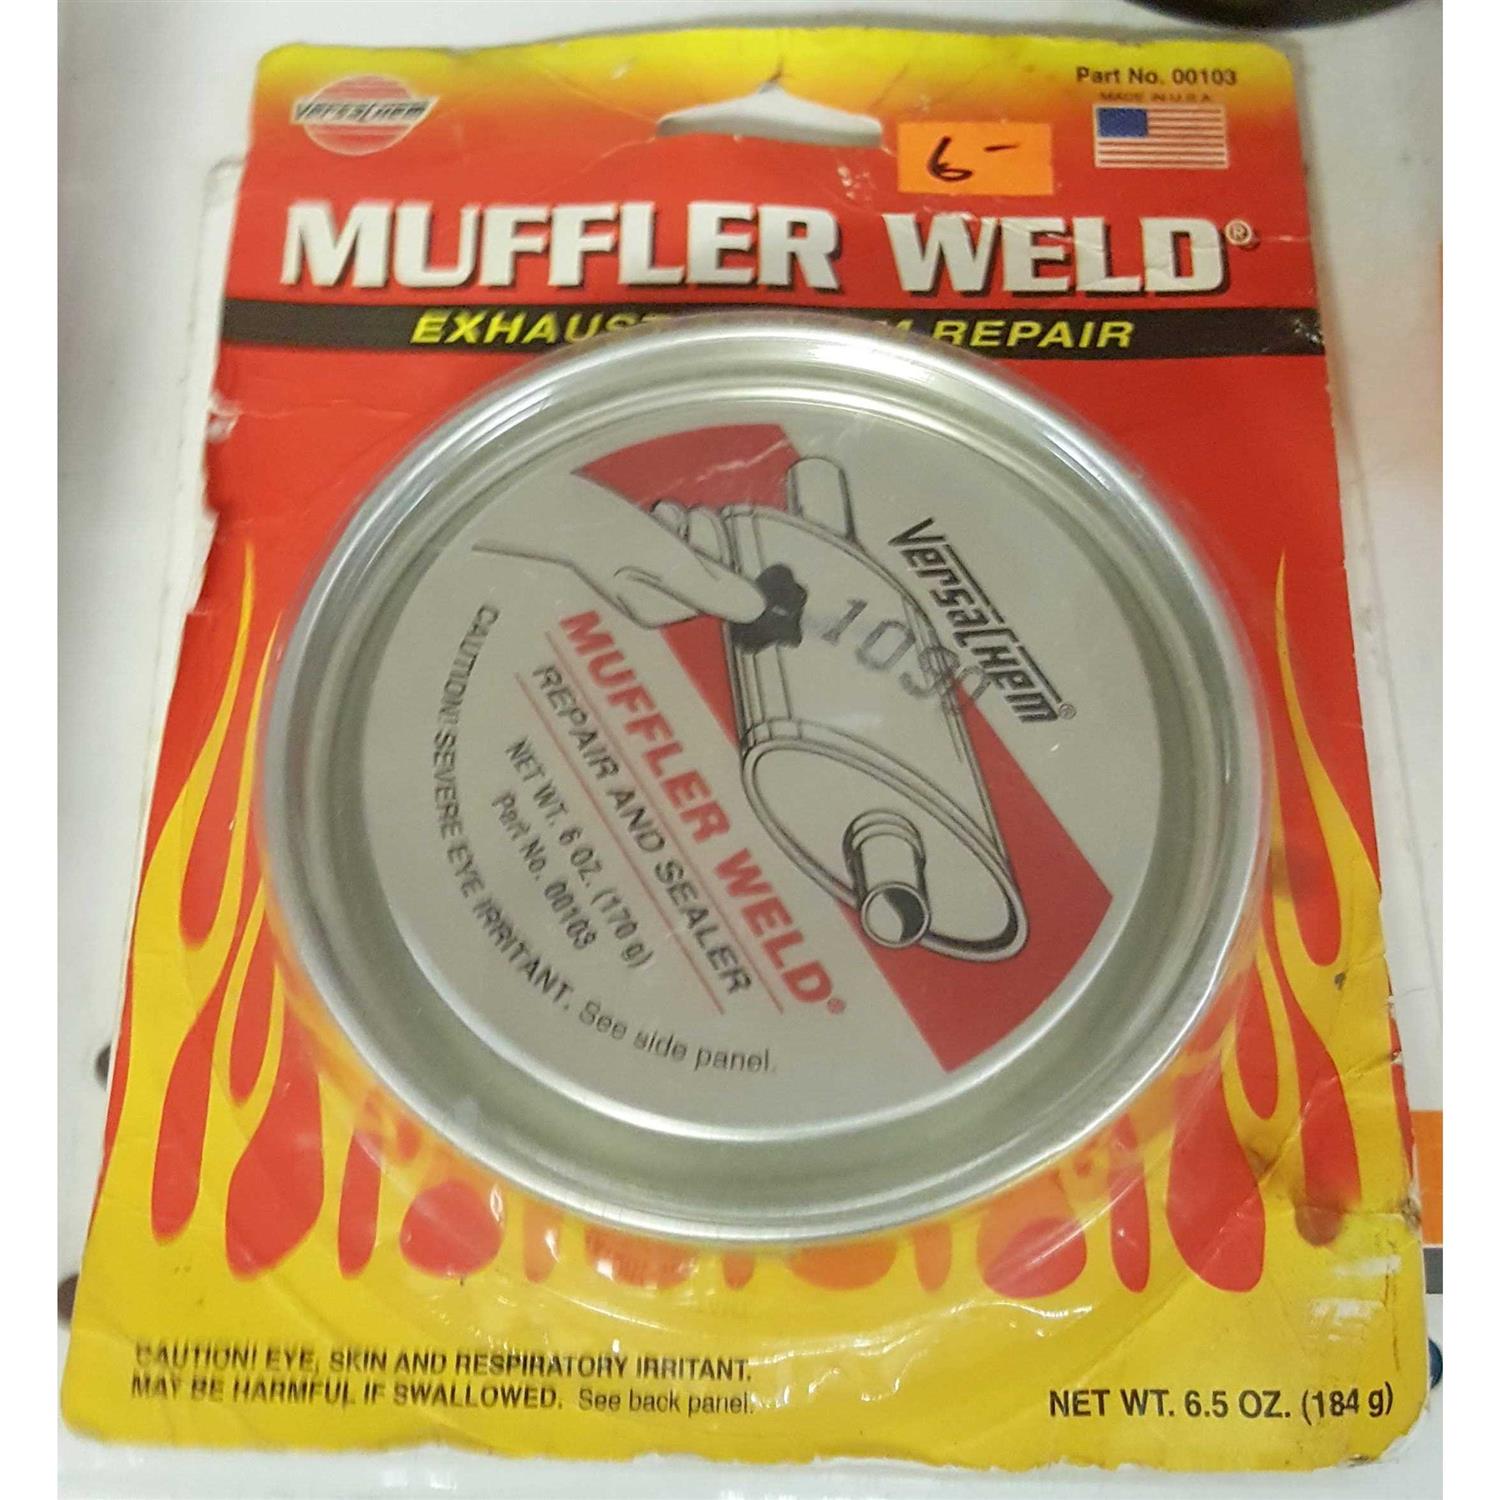 VersaChem
Part No. 00103
MADE IN U.S.A.
6-
MUFFLER WELD®
EXHAUS M REPAIR
VersaChem®
1090
MUFFLER WELD®
REPAIR AND SEALER
NET WT. 6 OZ. (170 g)
Part No. 00103
CAUTION! SEVERE EYE IRRITANT. See side panel.
CAUTION! EYE, SKIN AND RESPIRATORY IRRITANT.
MAY BE HARMFUL IF SWALLOWED. See back panel.
NET WT. 6.5 OZ. (184 g)